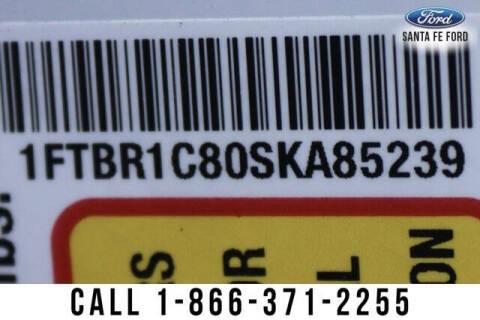 Ford
SANTA FE FORD
1FTBR1C80SKA85239
CALL 1-866-371-2255